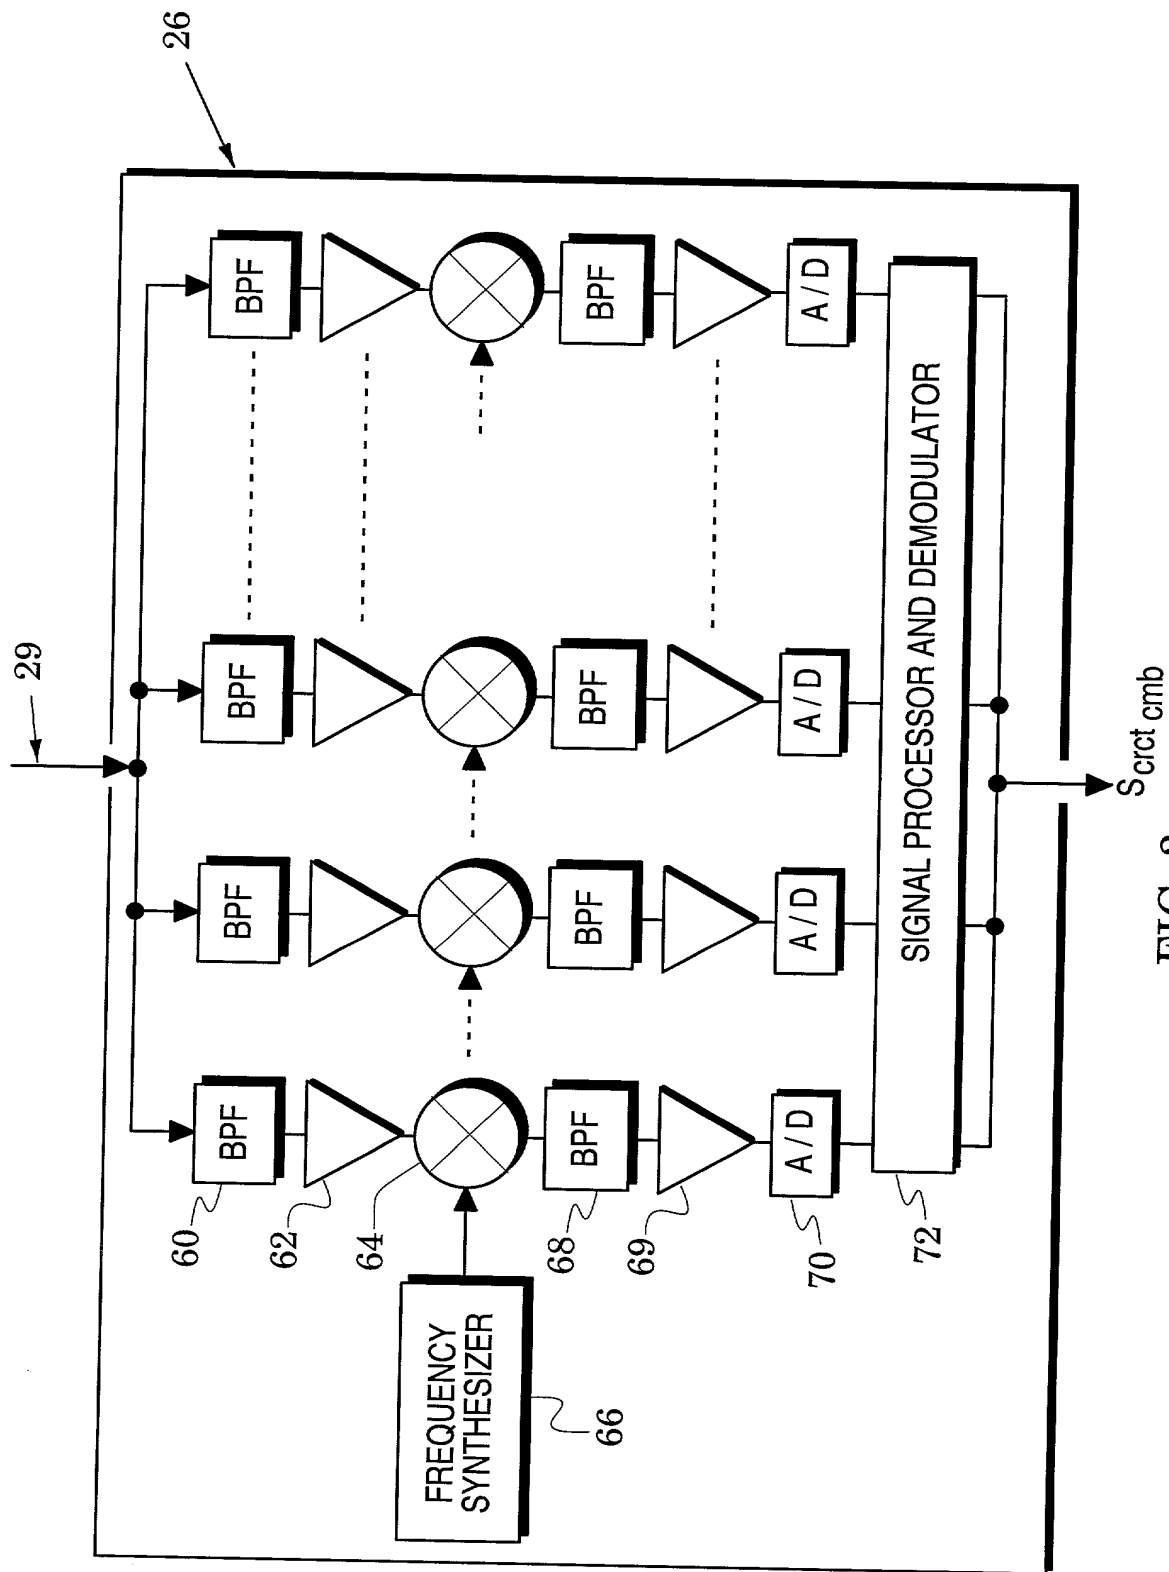 26
29
BPF
BPF
BPF
BPF
60
62
64
FREQUENCY
SYNTHESIZER
66
BPF
BPF
BPF
BPF
68
69
A/D
A/D
A/D
A/D
70
SIGNAL PROCESSOR AND DEMODULATOR
72
Scrct cmb